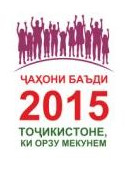 ҶАҲОНИ БАЪДИ
2015
ТОҶИКИСТОНЕ,
КИ ОРЗУ МЕКУНЕМ